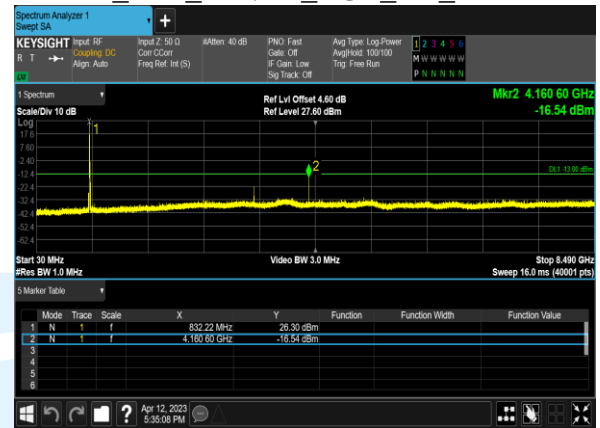 Spectrum Analyzer 1
Swept SA
+
KEYSIGHT Input: RF Input Z: 50 Ω #Atten: 40 dB PNO: Fast Avg Type: Log-Power 1 2 3 4 5 6
R T Coupling: DC Corr CCorr Gate: Off Avg|Hold: 100/100 M W W W W W
Align: Auto Freq Ref: Int (S) IF Gain: Low Trig: Free Run P N N N N N
Sig Track: Off
1 Spectrum Ref Lvl Offset 4.60 dB Mkr2 4.160 60 GHz
Scale/Div 10 dB Ref Level 27.60 dBm -16.54 dBm
Log
17.6 1
7.60
-2.40
-12.4 2 DL1 -13.00 dBm
-22.4
-32.4
-42.4
-52.4
-62.4
Start 30 MHz Video BW 3.0 MHz Stop 8.490 GHz
#Res BW 1.0 MHz Sweep 16.0 ms (40001 pts)
5 Marker Table
Mode Trace Scale X Y Function Function Width Function Value
1 N 1 f 832.22 MHz 26.30 dBm
2 N 1 f 4.160 60 GHz -16.54 dBm
3
4
5
6
? Apr 12, 2023
5:35:08 PM